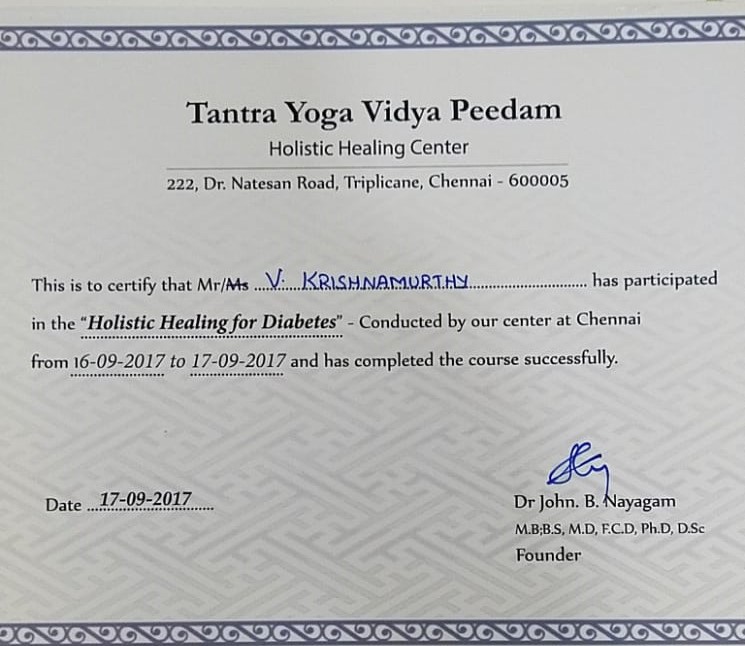 Tantra Yoga Vidya Peedam
Holistic Healing Center
222, Dr. Natesan Road, Triplicane, Chennai - 600005
This is to certify that Mr/Ms ...V. KRISHNAMURTHY.............................. has participated
in the "Holistic Healing for Diabetes" - Conducted by our center at Chennai
from 16-09-2017 to 17-09-2017 and has completed the course successfully.
Date ...17-09-2017......
Dr John. B. Nayagam
M.B;B.S, M.D, F.C.D, Ph.D, D.Sc
Founder